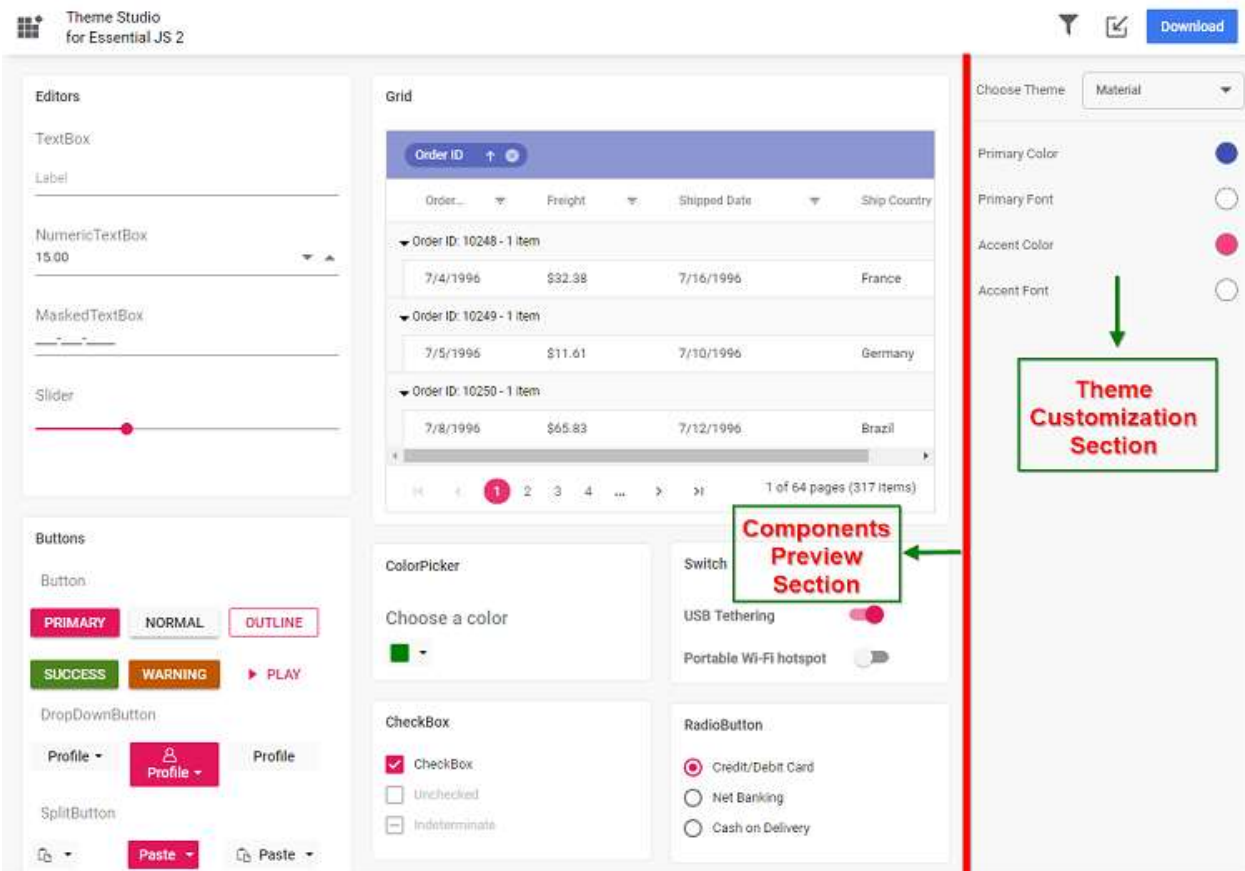 Theme Studio
for Essential JS 2
Download
Editors
TextBox
Label
NumericTextBox
15.00
MaskedTextBox
___-___-____
Slider
Grid
Order ID
Order... Freight Shipped Date Ship Country
Order ID: 10248 - 1 item
7/4/1996 $32.38 7/16/1996 France
Order ID: 10249 - 1 item
7/5/1996 $11.61 7/10/1996 Germany
Order ID: 10250 - 1 item
7/8/1996 $65.83 7/12/1996 Brazil
1 2 3 4 ... 1 of 64 pages (317 items)
Choose Theme Material
Primary Color
Primary Font
Accent Color
Accent Font
Theme
Customization
Section
Components
Preview
Section
Buttons
Button
PRIMARY NORMAL OUTLINE
SUCCESS WARNING PLAY
DropDownButton
Profile Profile Profile
SplitButton
Paste Paste
ColorPicker
Choose a color
Switch
USB Tethering
Portable Wi-Fi hotspot
CheckBox
CheckBox
Unchecked
Indeterminate
RadioButton
Credit/Debit Card
Net Banking
Cash on Delivery